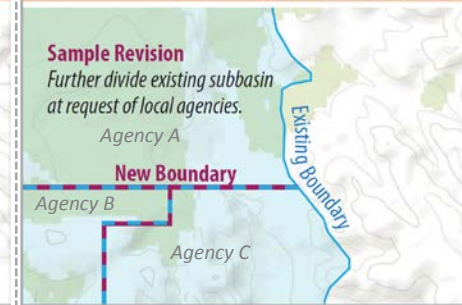 Sample Revision
Further divide existing subbasin
at request of local agencies.
Agency A
Existing Boundary
New Boundary
Agency B
Agency C